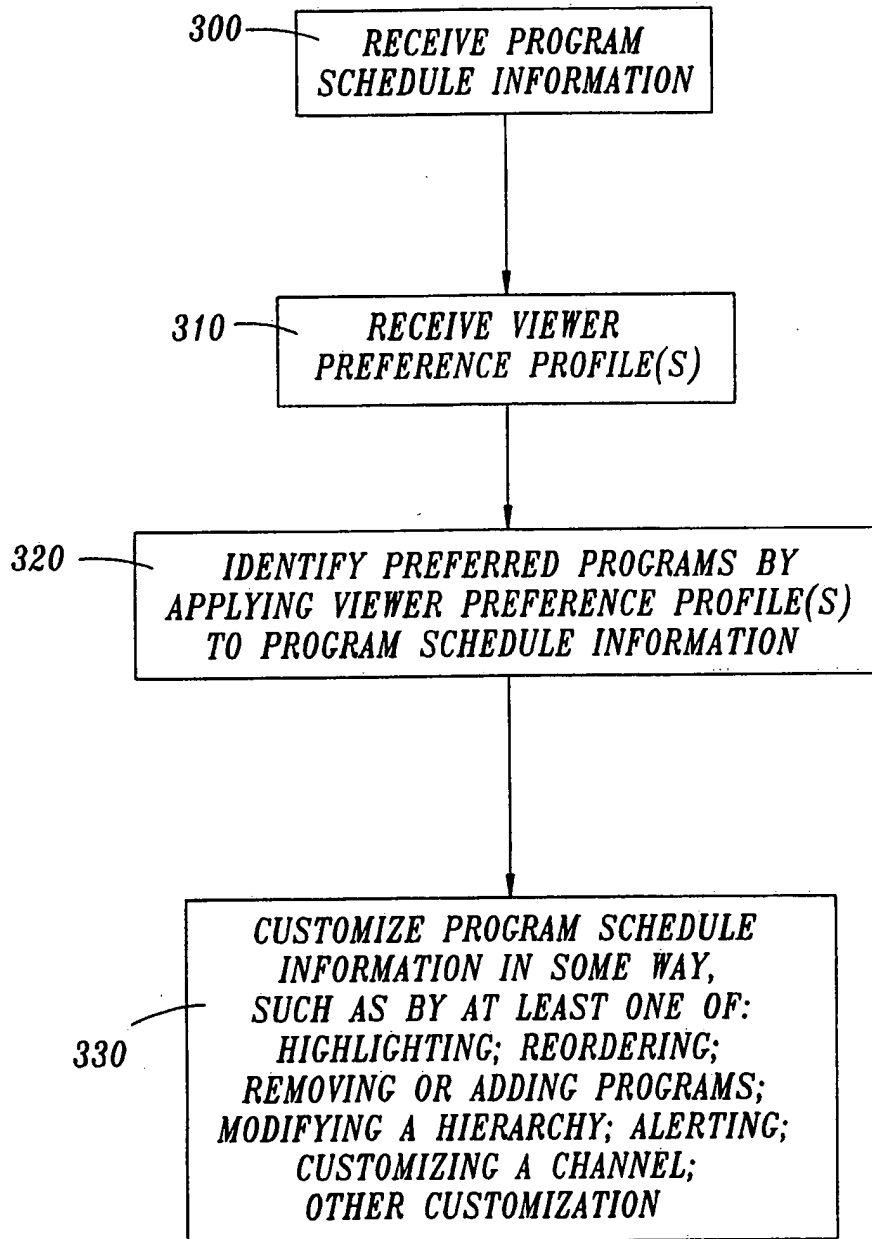 300
RECEIVE PROGRAM
SCHEDULE INFORMATION
310
RECEIVE VIEWER
PREFERENCE PROFILE(S)
320
IDENTIFY PREFERRED PROGRAMS BY
APPLYING VIEWER PREFERENCE PROFILE(S)
TO PROGRAM SCHEDULE INFORMATION
330
CUSTOMIZE PROGRAM SCHEDULE
INFORMATION IN SOME WAY,
SUCH AS BY AT LEAST ONE OF:
HIGHLIGHTING; REORDERING;
REMOVING OR ADDING PROGRAMS;
MODIFYING A HIERARCHY; ALERTING;
CUSTOMIZING A CHANNEL;
OTHER CUSTOMIZATION